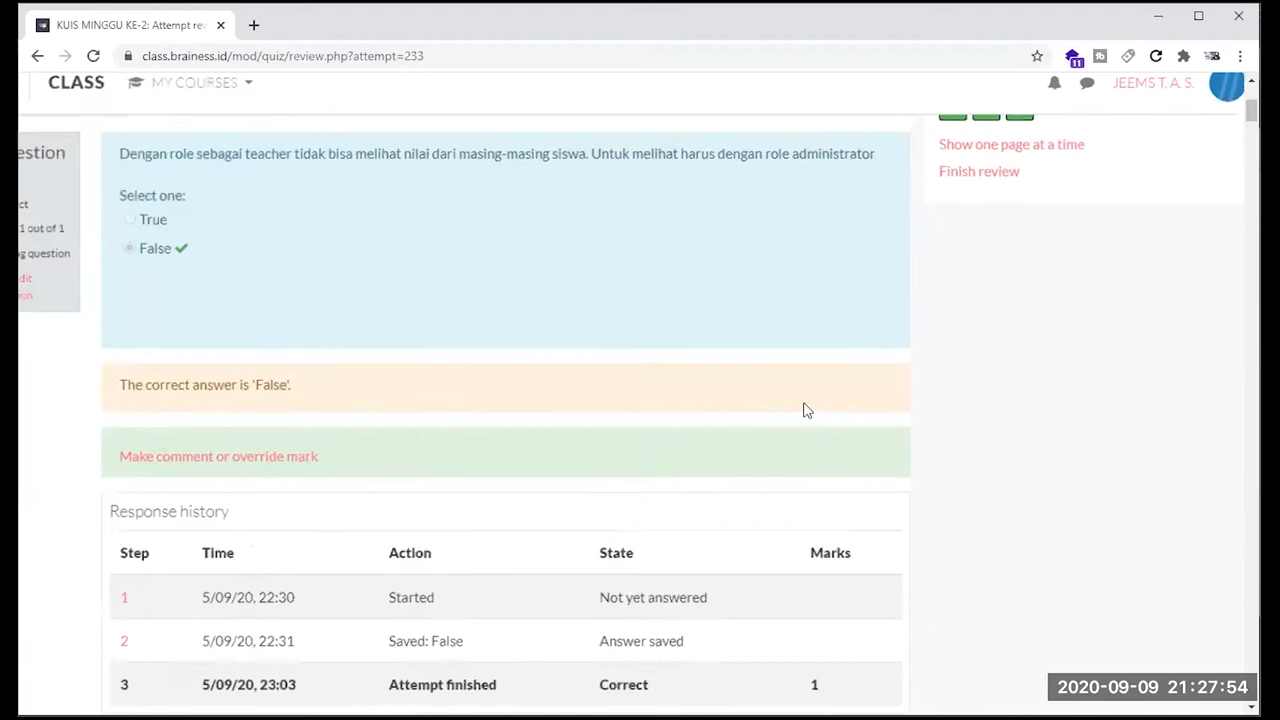 KUIS MINGGU KE-2: Attempt rev
class.brainess.id/mod/quiz/review.php?attempt=233
11
CLASS
MY COURSES
JEEMS T. A. S.
estion
ct
1 out of 1
g question
dit
on
Dengan role sebagai teacher tidak bisa melihat nilai dari masing-masing siswa. Untuk melihat harus dengan role administrator
Select one:
True
False
Show one page at a time
Finish review
The correct answer is 'False'.
Make comment or override mark
Response history
Step Time Action State Marks
1 5/09/20, 22:30 Started Not yet answered
2 5/09/20, 22:31 Saved: False Answer saved
3 5/09/20, 23:03 Attempt finished Correct 1
2020-09-09 21:27:54